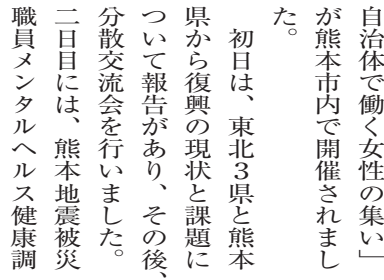 自治体で働く女性の集い」
が熊本市内で開催されまし
た。
初日は、東北3県と熊本
県から復興の現状と課題に
ついて報告があり、その後、
分散交流会を行いました。
二日目には、熊本地震被災
職員メンタルヘルス健康調